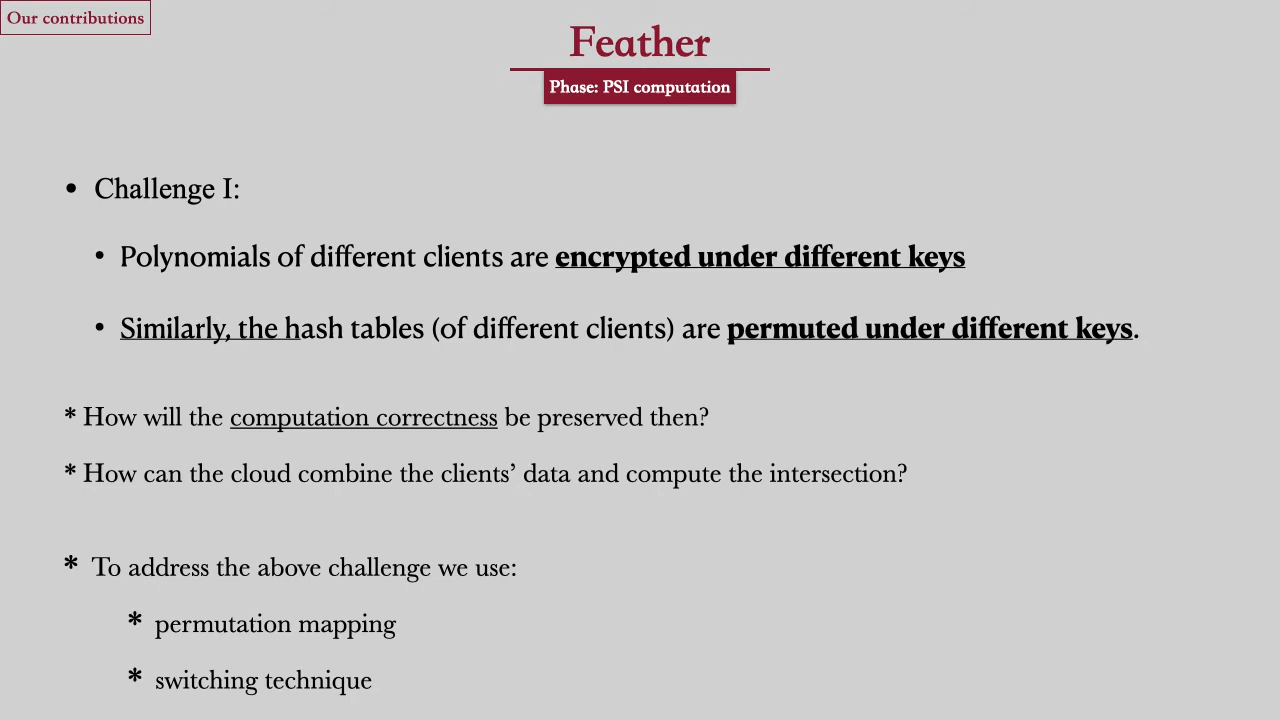 Our contributions
Feather
Phase: PSI computation
• Challenge I:
• Polynomials of different clients are encrypted under different keys
• Similarly, the hash tables (of different clients) are permuted under different keys.
* How will the computation correctness be preserved then?
* How can the cloud combine the clients’ data and compute the intersection?
* To address the above challenge we use:
* permutation mapping
* switching technique